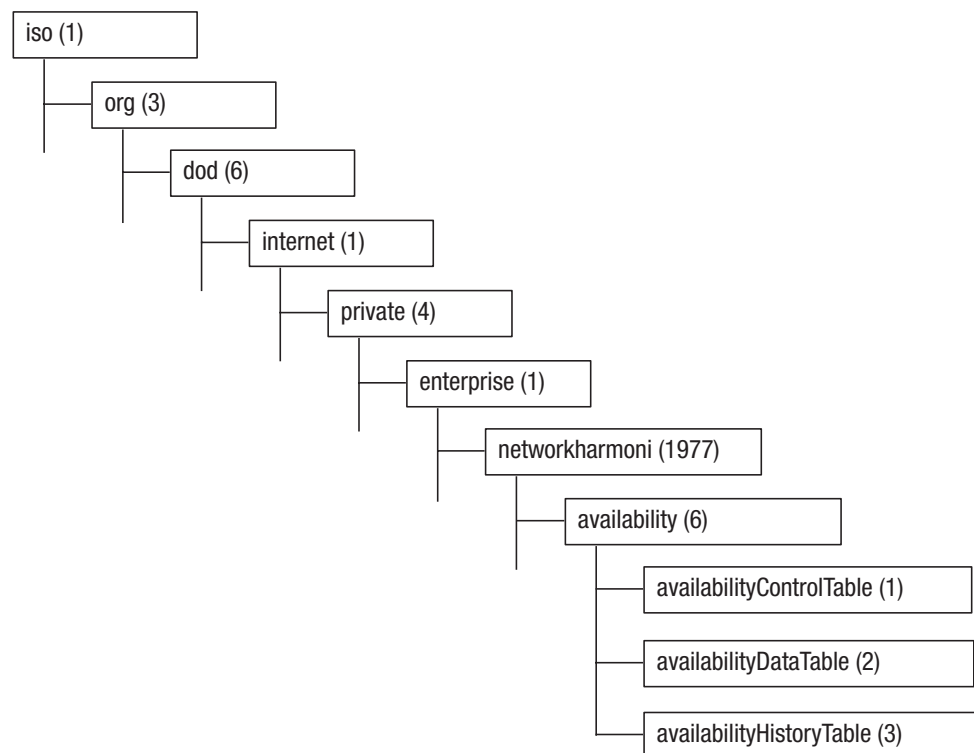 iso (1)
org (3)
dod (6)
internet (1)
private (4)
enterprise (1)
networkharmoni (1977)
availability (6)
availabilityControlTable (1)
availabilityDataTable (2)
availabilityHistoryTable (3)